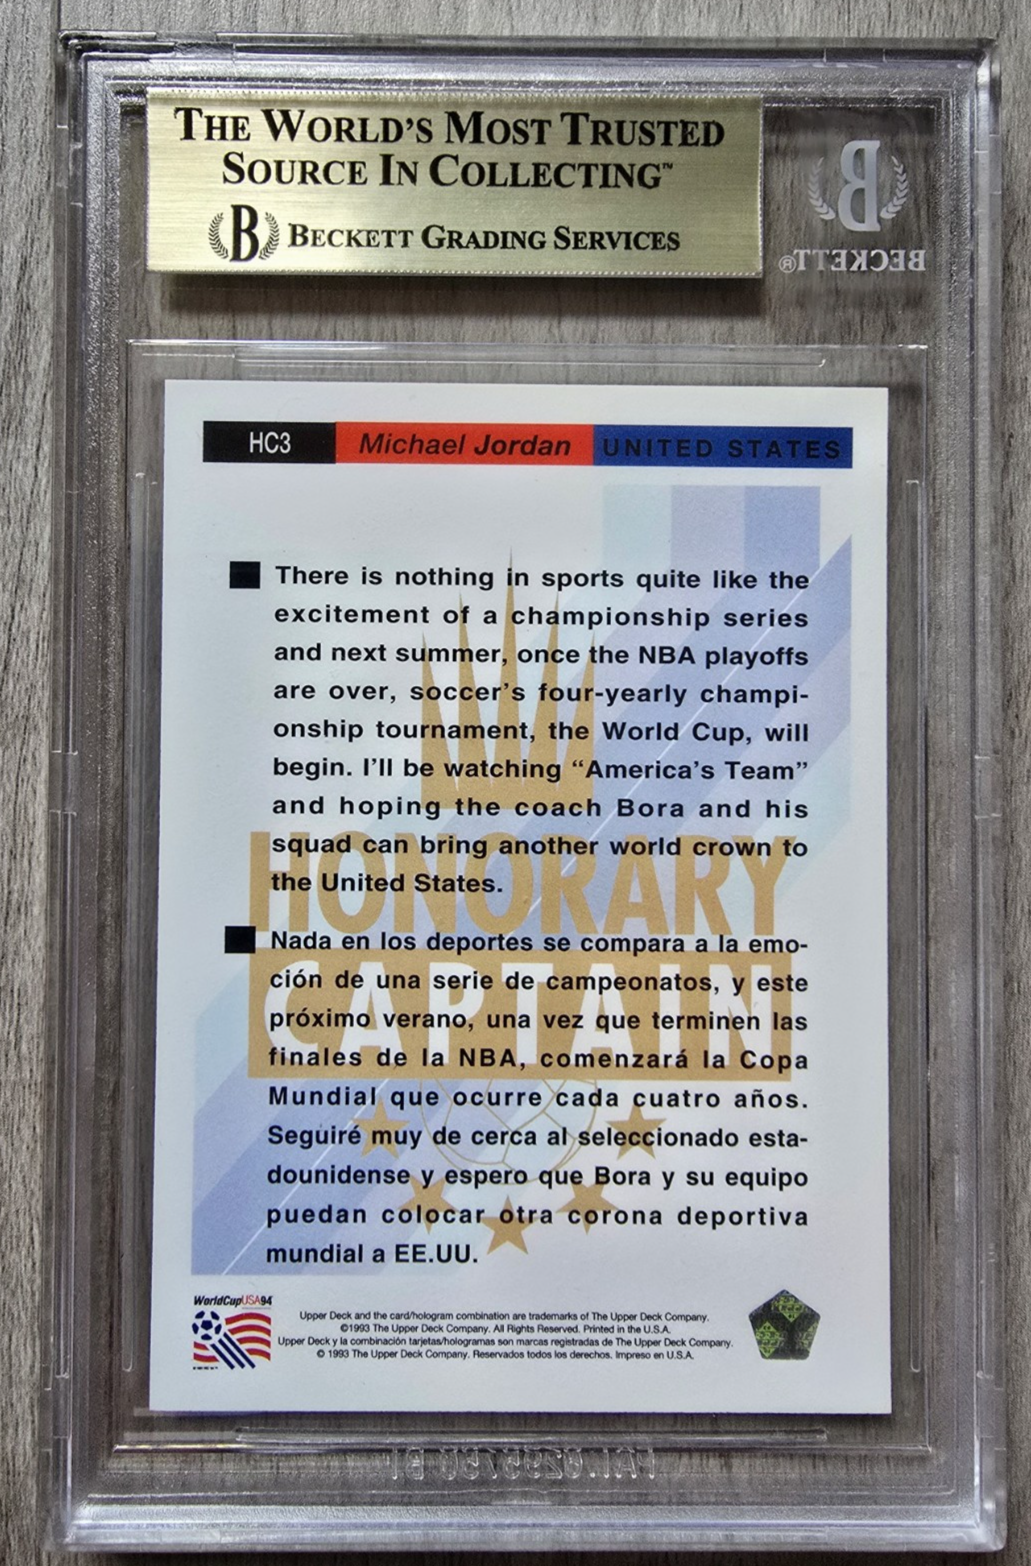 THE WORLD'S MOST TRUSTED
SOURCE IN COLLECTING™
B BECKETT GRADING SERVICES
B
BECKETT®
HC3 Michael Jordan UNITED STATES
There is nothing in sports quite like the
excitement of a championship series
and next summer, once the NBA playoffs
are over, soccer's four-yearly champi-
onship tournament, the World Cup, will
begin. I'll be watching “America's Team”
and hoping the coach Bora and his
squad can bring another world crown to
the United States.
HONORARY
CAPTAIN
Nada en los deportes se compara a la emo-
ción de una serie de campeonatos, y este
próximo verano, una vez que terminen las
finales de la NBA, comenzará la Copa
Mundial que ocurre cada cuatro años.
Seguiré muy de cerca al seleccionado esta-
dounidense y espero que Bora y su equipo
puedan colocar otra corona deportiva
mundial a EE.UU.
WorldCupUSA94
Upper Deck and the card/hologram combination are trademarks of The Upper Deck Company.
©1993 The Upper Deck Company. All Rights Reserved. Printed in the U.S.A.
Upper Deck y la combinación tarjetas/hologramas son marcas registradas de The Upper Deck Company.
© 1993 The Upper Deck Company. Reservados todos los derechos. Impreso en U.S.A.